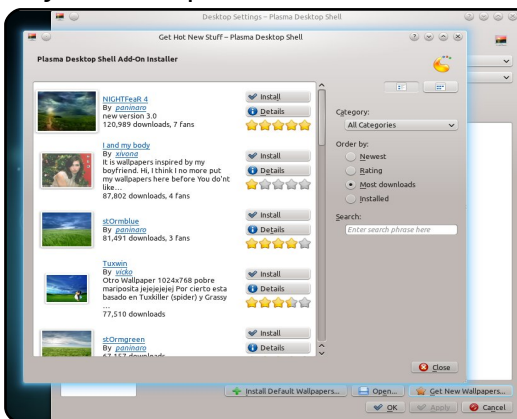 Desktop Settings – Plasma Desktop Shell
Get Hot New Stuff – Plasma Desktop Shell
Plasma Desktop Shell Add-On Installer
NIGHTFeaR 4
By paninaro
new version 3.0
120,989 downloads, 7 fans
Install
Details
I and my body
By xivona
It is wallpapers inspired by my
boyfriend. Hi, I think I no more put
my wallpapers here before You do'nt
like...
87,802 downloads, 4 fans
Install
Details
stOrmblue
By paninaro
81,491 downloads, 3 fans
Install
Details
Tuxwin
By vicko
Otro Wallpaper 1024x768 pobre
mariposita jejejejejej Por cierto esta
basado en Tuxkiller (spider) y Grassy
...
77,510 downloads
Install
Details
stOrmgreen
By paninaro
67,157 downloads
Install
Details
Category:
All Categories
Order by:
Newest
Rating
Most downloads
Installed
Search:
Enter search phrase here
Close
Install Default Wallpapers...
Open...
Get New Wallpapers...
OK
Apply
Cancel